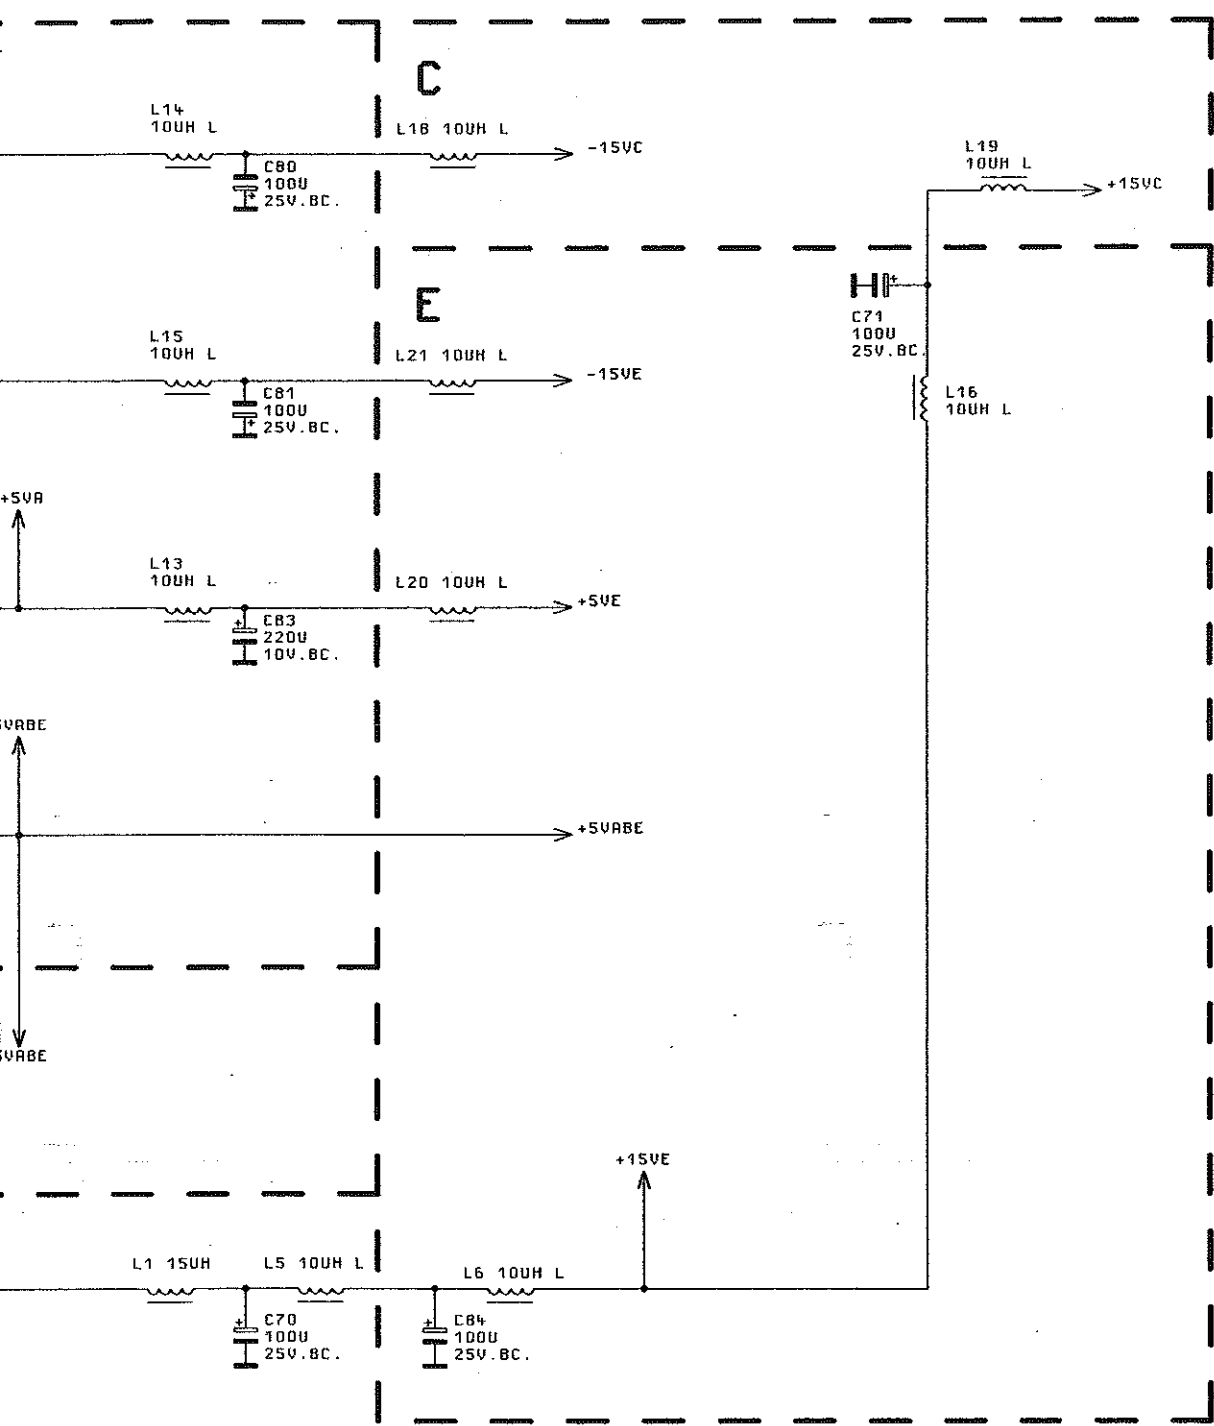 C
L14
10UH L
L18 10UH L
-15VC
C80
100U
25V.BC.
L19
10UH L
+15VC
E
C71
100U
25V.BC.
L15
10UH L
L21 10UH L
-15VE
C81
100U
25V.BC.
L16
10UH L
+5VA
L13
10UH L
L20 10UH L
+5VE
C83
220U
10V.BC.
5VABE
+5VABE
5VABE
+15VE
L1 15UH
L5 10UH L
L6 10UH L
C70
100U
25V.BC.
C84
100U
25V.BC.